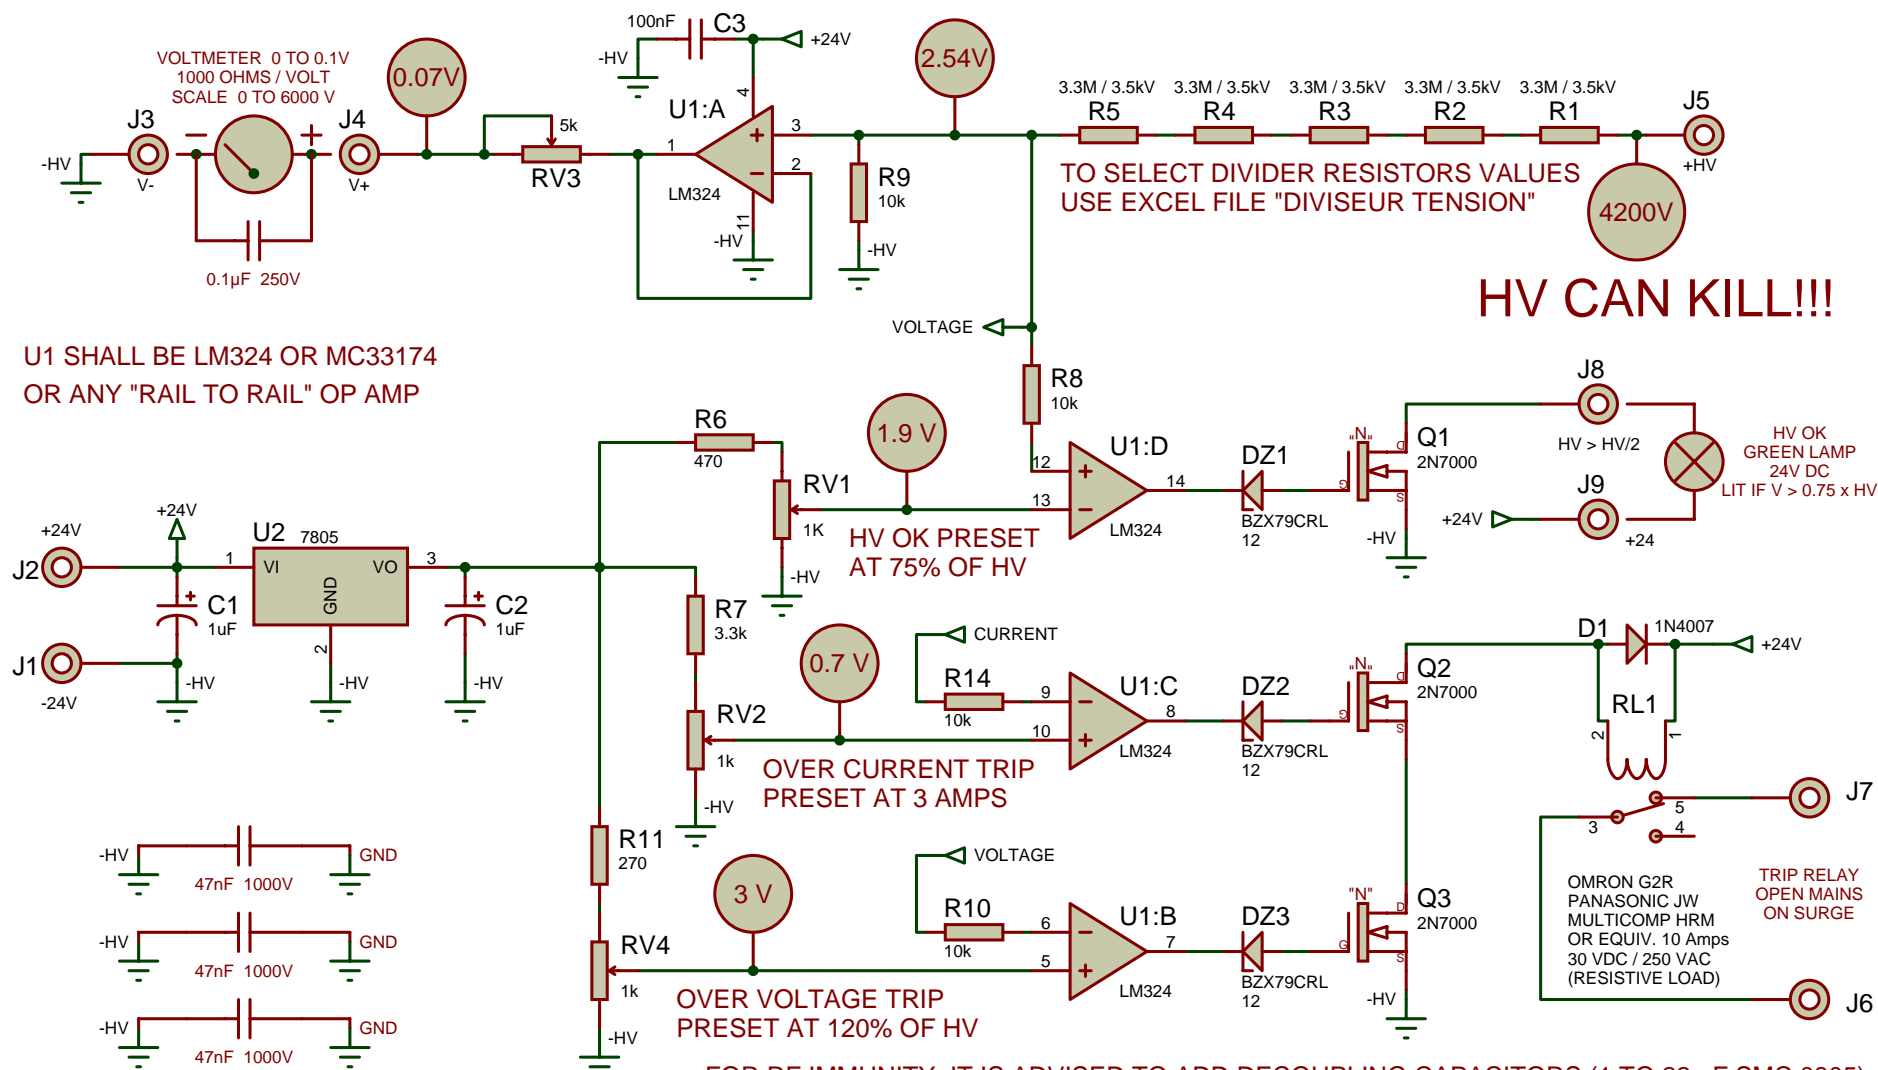 100nF
C3
+24V
-HV
VOLTMETER 0 TO 0.1V
1000 OHMS / VOLT
SCALE 0 TO 6000 V
0.07V
2.54V
J3
J4
-HV
V-
V+
0.1µF 250V
5k
RV3
U1:A
LM324
4
3
1
2
11
-HV
R9
10k
-HV
3.3M / 3.5kV
3.3M / 3.5kV
3.3M / 3.5kV
3.3M / 3.5kV
3.3M / 3.5kV
R5
R4
R3
R2
R1
J5
+HV
4200V
TO SELECT DIVIDER RESISTORS VALUES
USE EXCEL FILE "DIVISEUR TENSION"
HV CAN KILL!!!
U1 SHALL BE LM324 OR MC33174
OR ANY "RAIL TO RAIL" OP AMP
VOLTAGE
R8
10k
R6
470
1.9 V
RV1
1K
-HV
HV OK PRESET
AT 75% OF HV
12
13
14
U1:D
LM324
DZ1
BZX79CRL
12
"N"
D
G
S
Q1
2N7000
-HV
J8
HV > HV/2
J9
+24V
+24
HV OK
GREEN LAMP
24V DC
LIT IF V > 0.75 x HV
+24V
+24V
J2
J1
-24V
C1
1uF
-HV
U2
7805
1
VI
VO
3
GND
2
-HV
C2
1uF
-HV
R7
3.3k
RV2
1k
-HV
0.7 V
OVER CURRENT TRIP
PRESET AT 3 AMPS
CURRENT
R14
10k
9
10
8
U1:C
LM324
DZ2
BZX79CRL
12
"N"
D
G
S
Q2
2N7000
D1
1N4007
+24V
RL1
2
1
5
3
4
J7
J6
OMRON G2R
PANASONIC JW
MULTICOMP HRM
OR EQUIV. 10 Amps
30 VDC / 250 VAC
(RESISTIVE LOAD)
TRIP RELAY
OPEN MAINS
ON SURGE
R11
270
RV4
1k
-HV
3 V
OVER VOLTAGE TRIP
PRESET AT 120% OF HV
VOLTAGE
R10
10k
6
5
7
U1:B
LM324
DZ3
BZX79CRL
12
"N"
D
G
S
Q3
2N7000
-HV
-HV
GND
47nF 1000V
-HV
GND
47nF 1000V
-HV
GND
47nF 1000V
FOR RF IMMUNITY, IT IS ADVISED TO ADD DECOUPLING CAPACITORS (1 TO